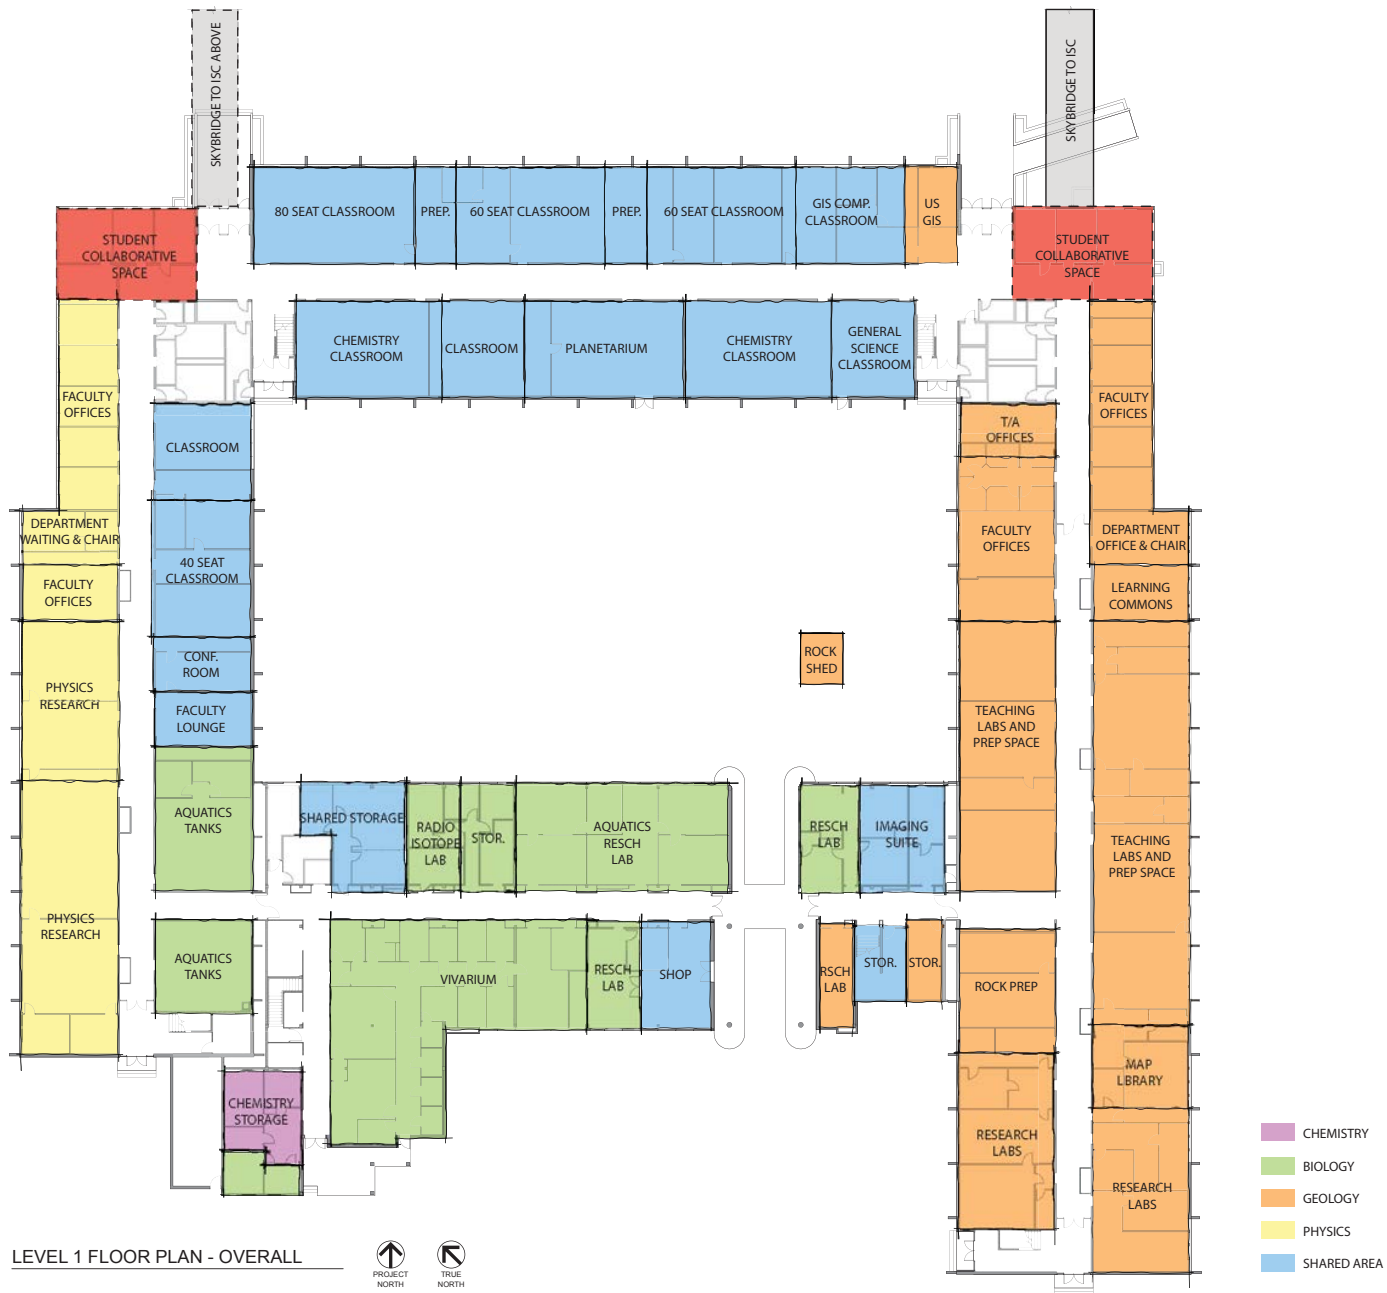 SKYBRIDGE TO ISC ABOVE
SKYBRIDGE TO ISC
80 SEAT CLASSROOM
PREP.
60 SEAT CLASSROOM
PREP.
60 SEAT CLASSROOM
GIS COMP.
CLASSROOM
US
GIS
STUDENT
COLLABORATIVE
SPACE
STUDENT
COLLABORATIVE
SPACE
CHEMISTRY
CLASSROOM
CLASSROOM
PLANETARIUM
CHEMISTRY
CLASSROOM
GENERAL
SCIENCE
CLASSROOM
FACULTY
OFFICES
CLASSROOM
T/A
OFFICES
FACULTY
OFFICES
DEPARTMENT
WAITING & CHAIR
40 SEAT
CLASSROOM
FACULTY
OFFICES
DEPARTMENT
OFFICE & CHAIR
FACULTY
OFFICES
LEARNING
COMMONS
CONF.
ROOM
ROCK
SHED
PHYSICS
RESEARCH
FACULTY
LOUNGE
TEACHING
LABS AND
PREP SPACE
AQUATICS
TANKS
SHARED STORAGE
RADIO
ISOTOPE
LAB
STOR.
AQUATICS
RESCH
LAB
RESCH
LAB
IMAGING
SUITE
TEACHING
LABS AND
PREP SPACE
PHYSICS
RESEARCH
AQUATICS
TANKS
VIVARIUM
RESCH
LAB
SHOP
RSCH
LAB
STOR.
STOR.
ROCK PREP
MAP
LBRARY
CHEMISTRY
STORAGE
RESEARCH
LABS
RESEARCH
LABS
CHEMISTRY
BIOLOGY
GEOLOGY
PHYSICS
SHARED AREA
LEVEL 1 FLOOR PLAN - OVERALL
PROJECT
NORTH
TRUE
NORTH